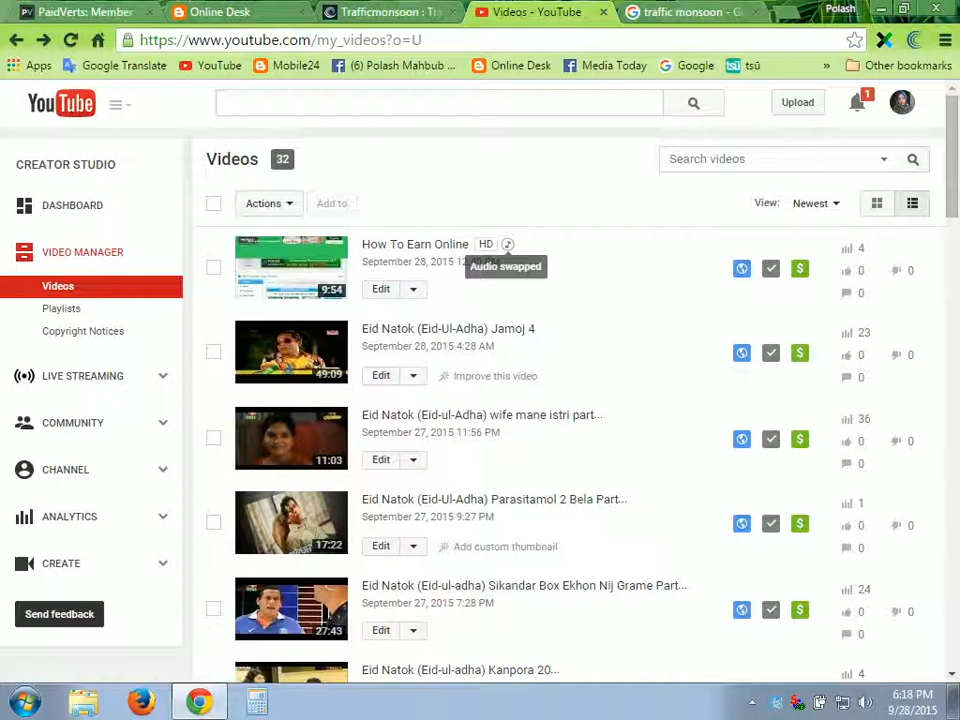 PaidVerts: Member
Online Desk
Trafficmonsoon : Tr
Videos - YouTube
traffic monsoon - G
Polash
https://www.youtube.com/my_videos?o=U
Apps
Google Translate
YouTube
Mobile24
(6) Polash Mahbub ...
Online Desk
Media Today
Google
tsū
»
Other bookmarks
YouTube
Upload
1
CREATOR STUDIO
DASHBOARD
VIDEO MANAGER
Videos
Playlists
Copyright Notices
LIVE STREAMING
COMMUNITY
CHANNEL
ANALYTICS
CREATE
Send feedback
Videos 32
Search videos
Actions
Add to
View: Newest
How To Earn Online HD
September 28, 2015
Audio swapped
9:54
Edit
4
0 0
0
Eid Natok (Eid-Ul-Adha) Jamoj 4
September 28, 2015 4:28 AM
49:09
Edit
Improve this video
23
0 0
0
Eid Natok (Eid-ul-Adha) wife mane istri part...
September 27, 2015 11:56 PM
11:03
Edit
36
0 0
0
Eid Natok (Eid-Ul-Adha) Parasitamol 2 Bela Part...
September 27, 2015 9:27 PM
17:22
Edit
Add custom thumbnail
1
0 0
0
Eid Natok (Eid-ul-adha) Sikandar Box Ekhon Nij Grame Part...
September 27, 2015 7:28 PM
27:43
Edit
24
0 0
0
Eid Natok (Eid-ul-adha) Kanpora 20...
4
6:18 PM
9/28/2015